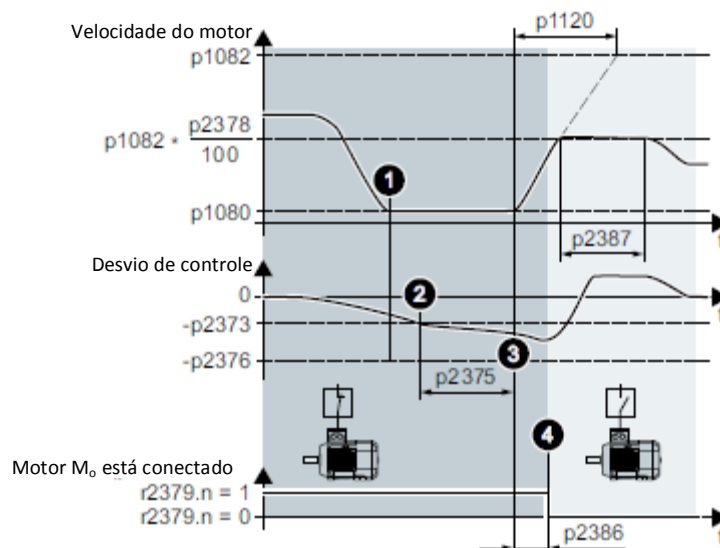 Velocidade do motor
p1120
p1082
p1082 * p2378
100
1
p1080
t
p2387
Desvio de controle
0
2
t
-p2373
3
-p2376
p2375
4
Motor Mo está conectado
r2379.n = 1
r2379.n = 0
t
p2386